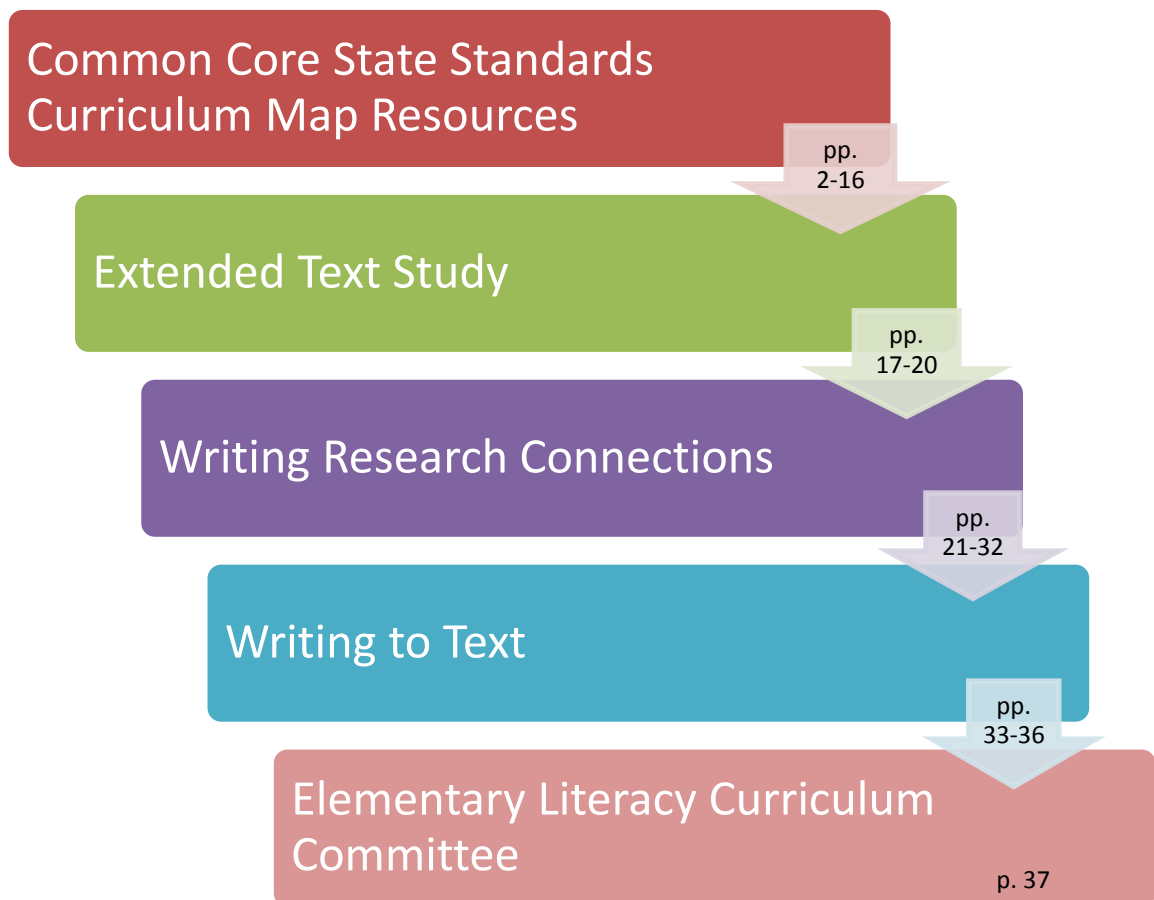 Common Core State Standards
Curriculum Map Resources
pp.
2-16
Extended Text Study
pp.
17-20
Writing Research Connections
pp.
21-32
Writing to Text
pp.
33-36
Elementary Literacy Curriculum
Committee
p. 37